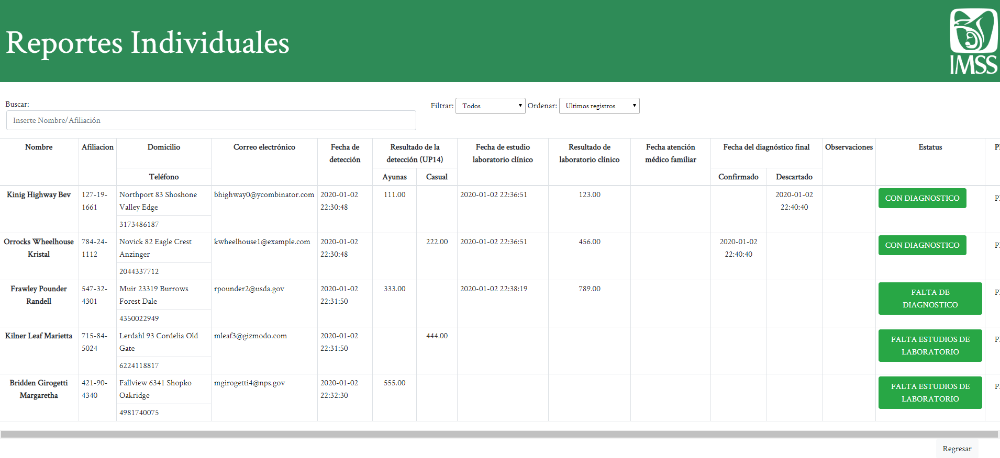 Reportes Individuales
IMSS
Buscar:
Inserte Nombre/Afiliación
Filtrar: Todos Ordenar: Ultimos registros
Nombre Afiliacion Domicilio Correo electrónico Fecha de detección Resultado de la detección (UP14) Fecha de estudio laboratorio clínico Resultado de laboratorio clínico Fecha atención médico familiar Fecha del diagnóstico final Observaciones Estatus
Teléfono Ayunas Casual Confirmado Descartado
Kinig Highway Bev 127-19-1661 Northport 83 Shoshone Valley Edge bhighway0@ycombinator.com 2020-01-02 22:30:48 111.00 2020-01-02 22:36:51 123.00 2020-01-02 22:40:40 CON DIAGNOSTICO
3173486187
Orrocks Wheelhouse Kristal 784-24-1112 Novick 82 Eagle Crest Anzinger kwheelhouse1@example.com 2020-01-02 22:30:48 222.00 2020-01-02 22:36:51 456.00 2020-01-02 22:40:40 CON DIAGNOSTICO
2044337712
Frawley Pounder Randell 547-32-4301 Muir 23319 Burrows Forest Dale rpounder2@usda.gov 2020-01-02 22:31:50 333.00 2020-01-02 22:38:19 789.00 FALTA DE DIAGNOSTICO
4350022949
Kilner Leaf Marietta 715-84-5024 Lerdahl 93 Cordelia Old Gate mleaf3@gizmodo.com 2020-01-02 22:31:50 444.00 FALTA ESTUDIOS DE LABORATORIO
6224118817
Bridden Girogetti Margaretha 421-90-4340 Fallview 6341 Shopko Oakridge mgirogetti4@nps.gov 2020-01-02 22:32:30 555.00 FALTA ESTUDIOS DE LABORATORIO
4981740075
Regresar